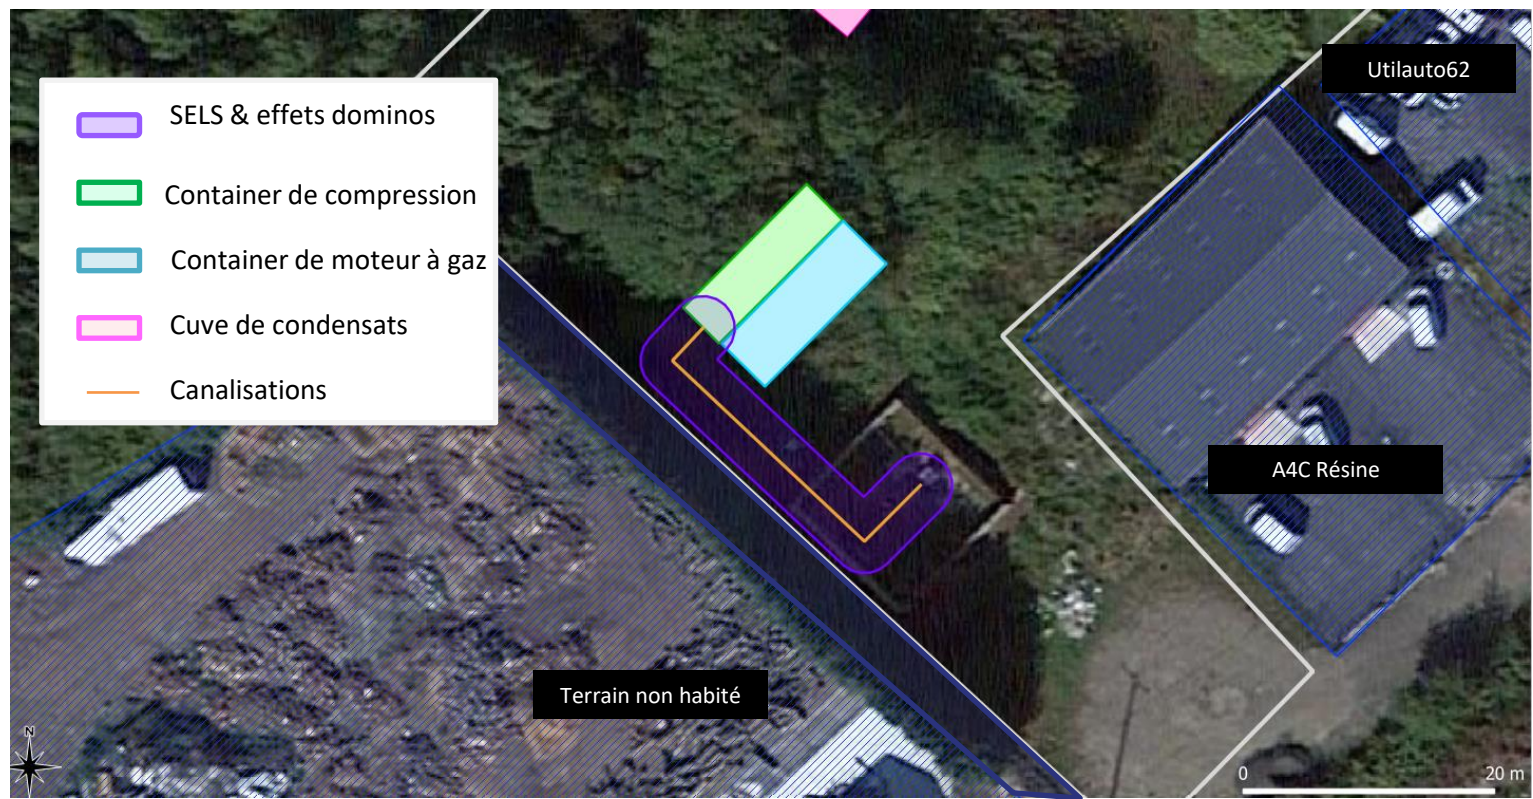 Utilauto62
SELS & effets dominos
Container de compression
Container de moteur à gaz
Cuve de condensats
Canalisations
A4C Résine
Terrain non habité
N
0 20 m